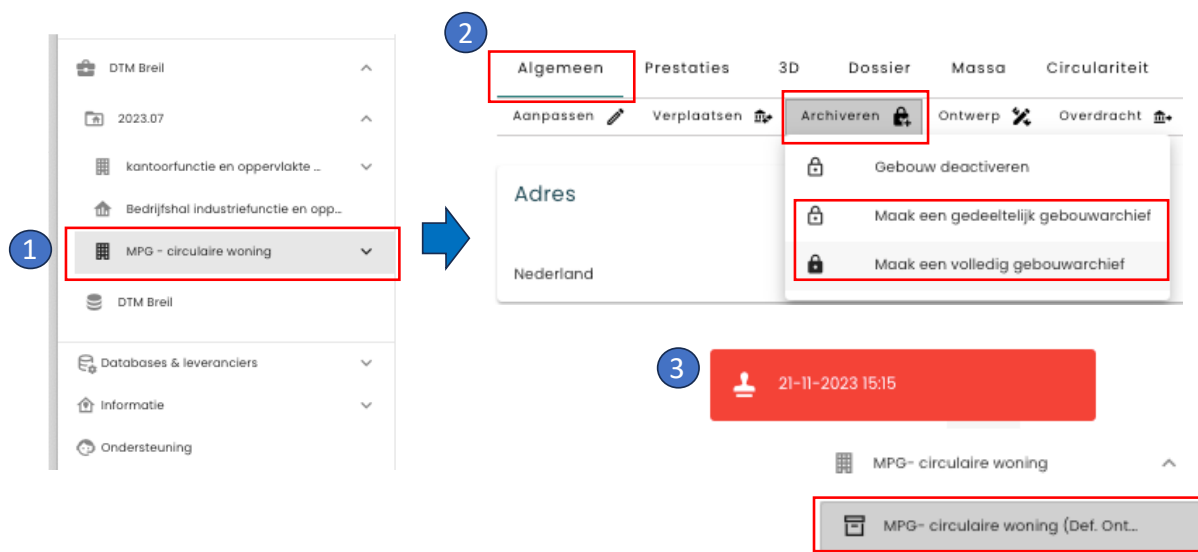 1
DTM Breil
2023.07
kantoorfunctie en oppervlakte ...
Bedrijfshal industriefunctie en opp...
MPG - circulaire woning
DTM Breil
Databases & leveranciers
Informatie
Ondersteuning
2
Algemeen Prestaties 3D Dossier Massa Circulariteit
Aanpassen Verplaatsen Archiveren Ontwerp Overdracht
Gebouw deactiveren
Maak een gedeeltelijk gebouwarchief
Maak een volledig gebouwarchief
Adres
Nederland
3
21-11-2023 15:15
MPG- circulaire woning
MPG- circulaire woning (Def. Ont...